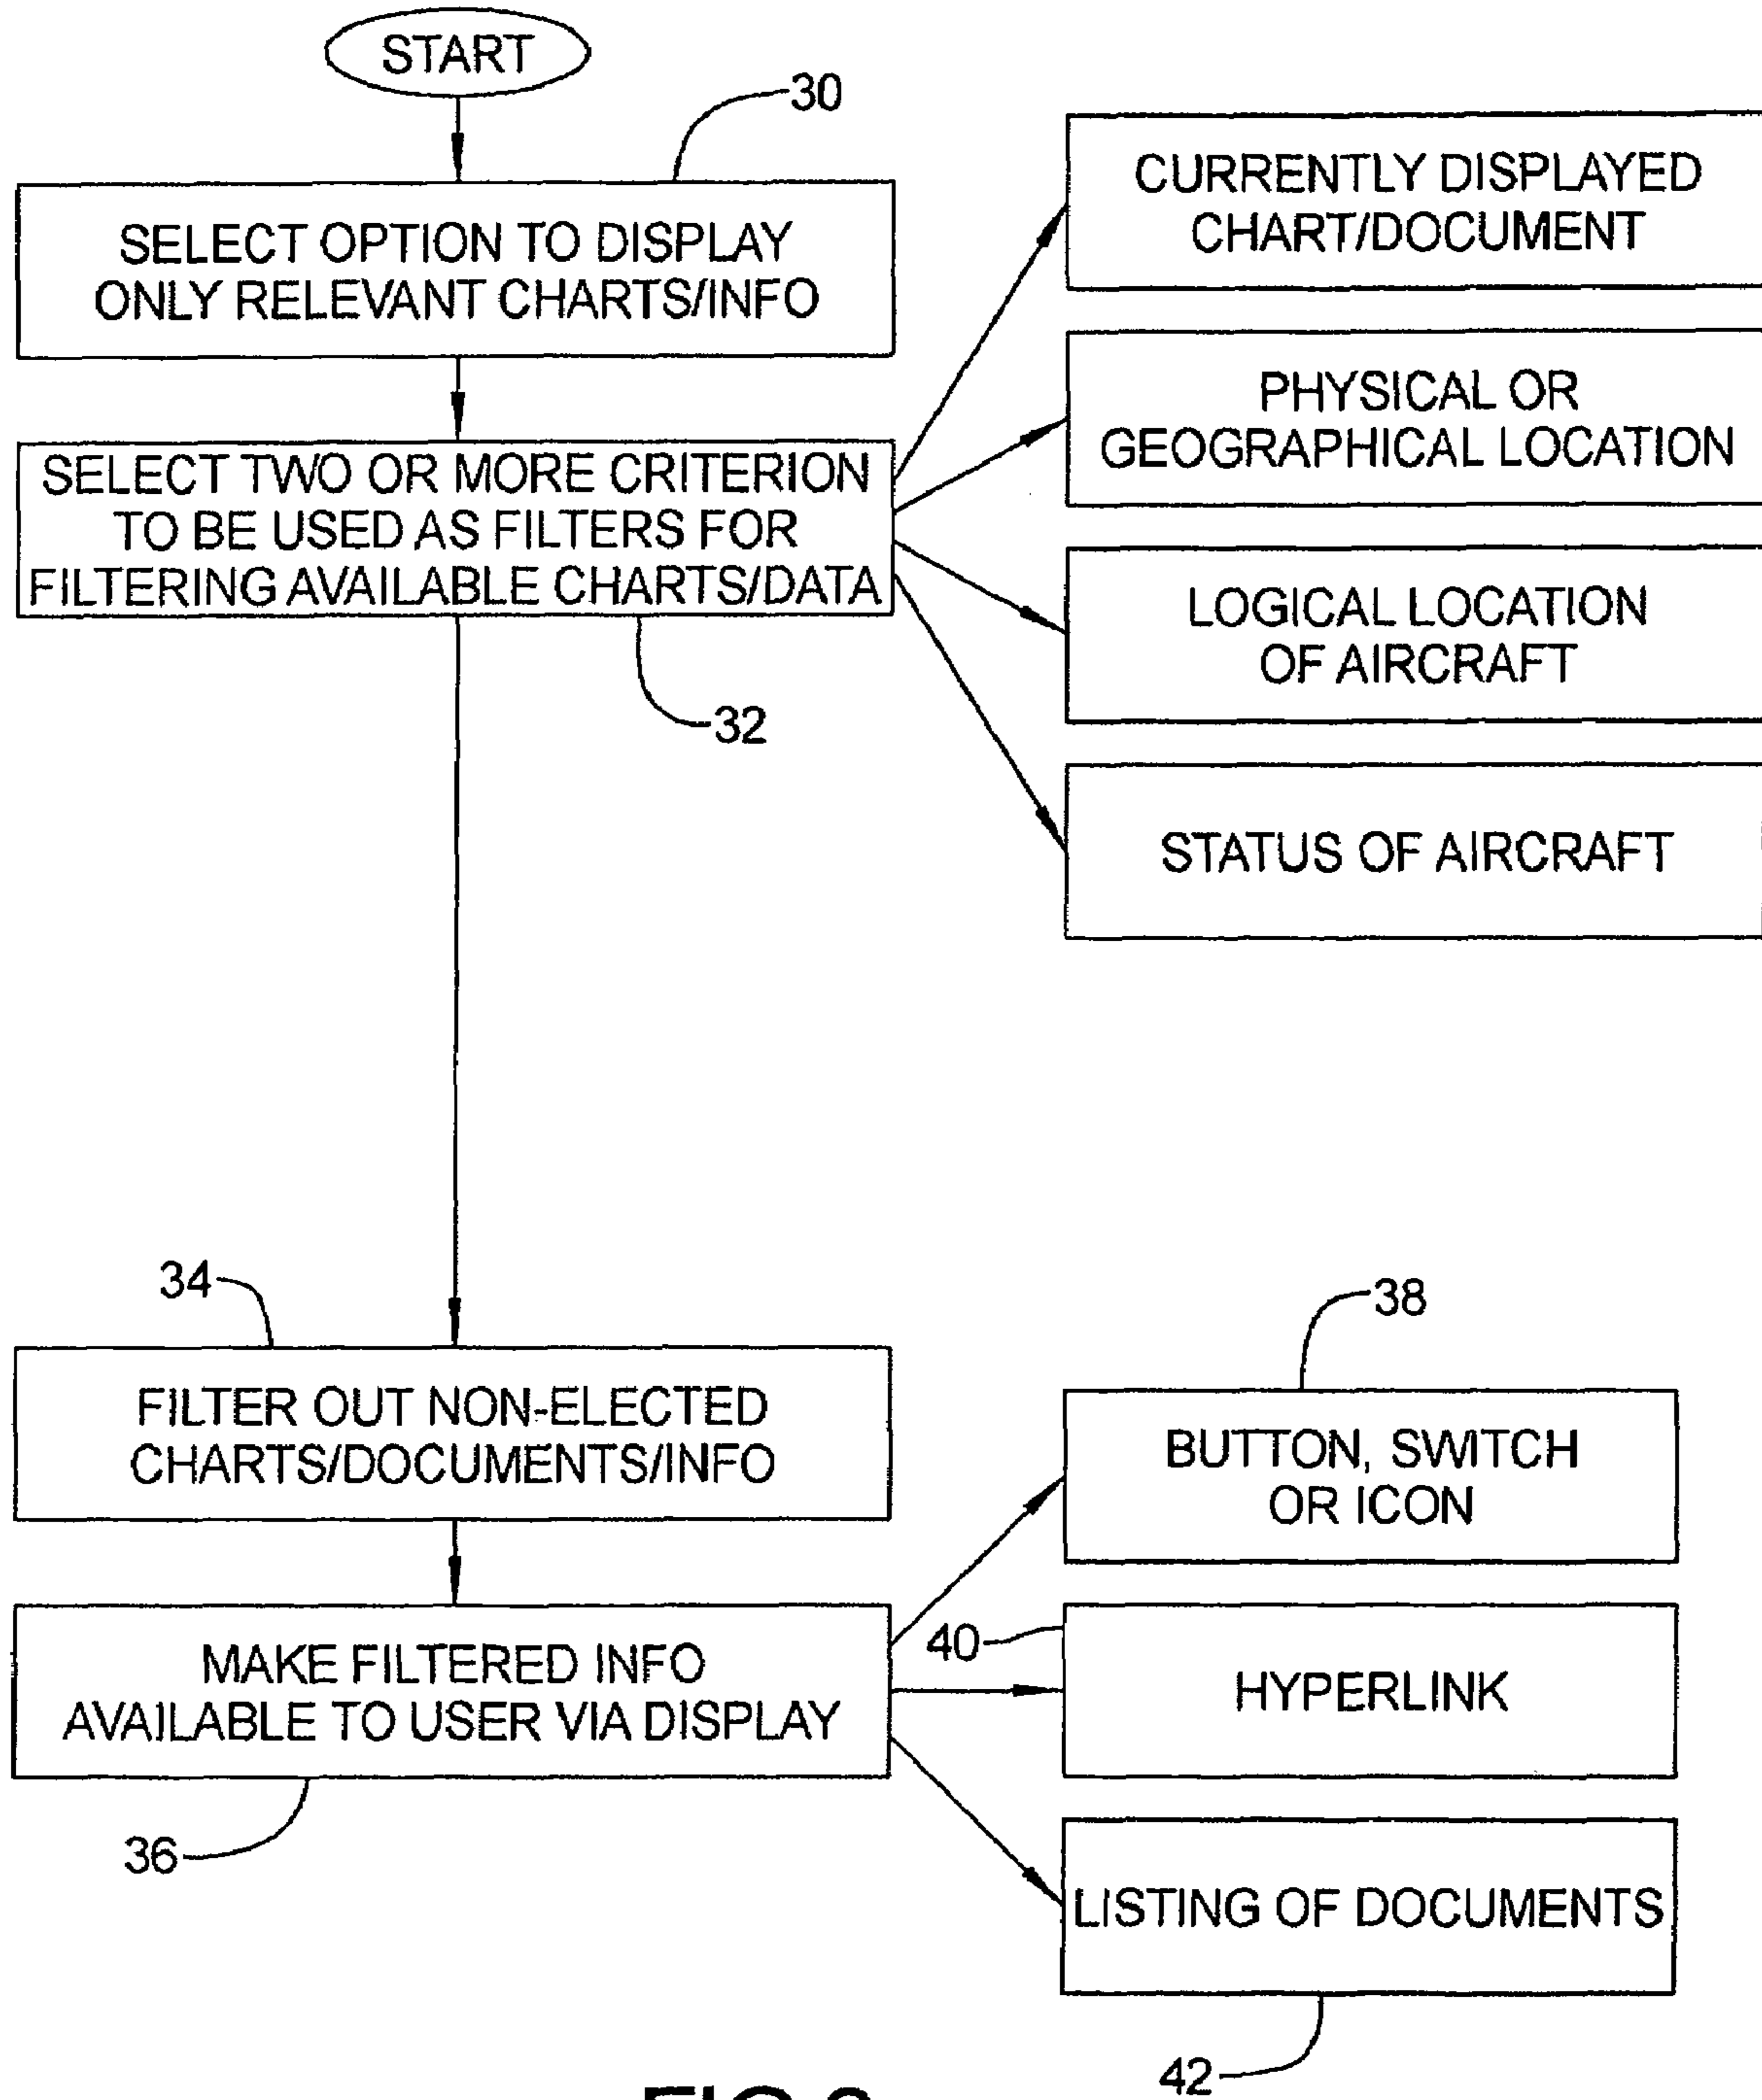 START
30
SELECT OPTION TO DISPLAY
ONLY RELEVANT CHARTS/INFO
SELECT TWO OR MORE CRITERION
TO BE USED AS FILTERS FOR
FILTERING AVAILABLE CHARTS/DATA
32
CURRENTLY DISPLAYED
CHART/DOCUMENT
PHYSICAL OR
GEOGRAPHICAL LOCATION
LOGICAL LOCATION
OF AIRCRAFT
STATUS OF AIRCRAFT
34
FILTER OUT NON-ELECTED
CHARTS/DOCUMENTS/INFO
MAKE FILTERED INFO
AVAILABLE TO USER VIA DISPLAY
36
38
BUTTON, SWITCH
OR ICON
40
HYPERLINK
LISTING OF DOCUMENTS
42